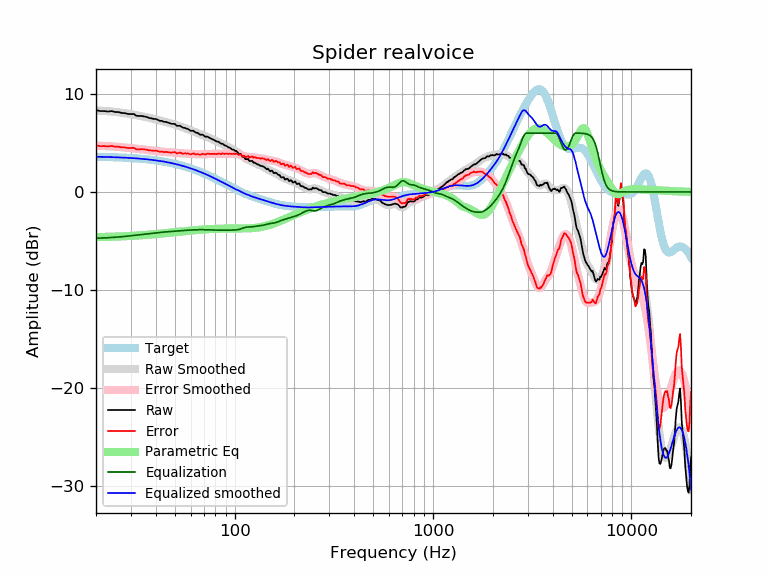 Spider realvoice
Amplitude (dBr)
10
0
−10
−20
−30
Target
Raw Smoothed
Error Smoothed
Raw
Error
Parametric Eq
Equalization
Equalized smoothed
100
1000
10000
Frequency (Hz)